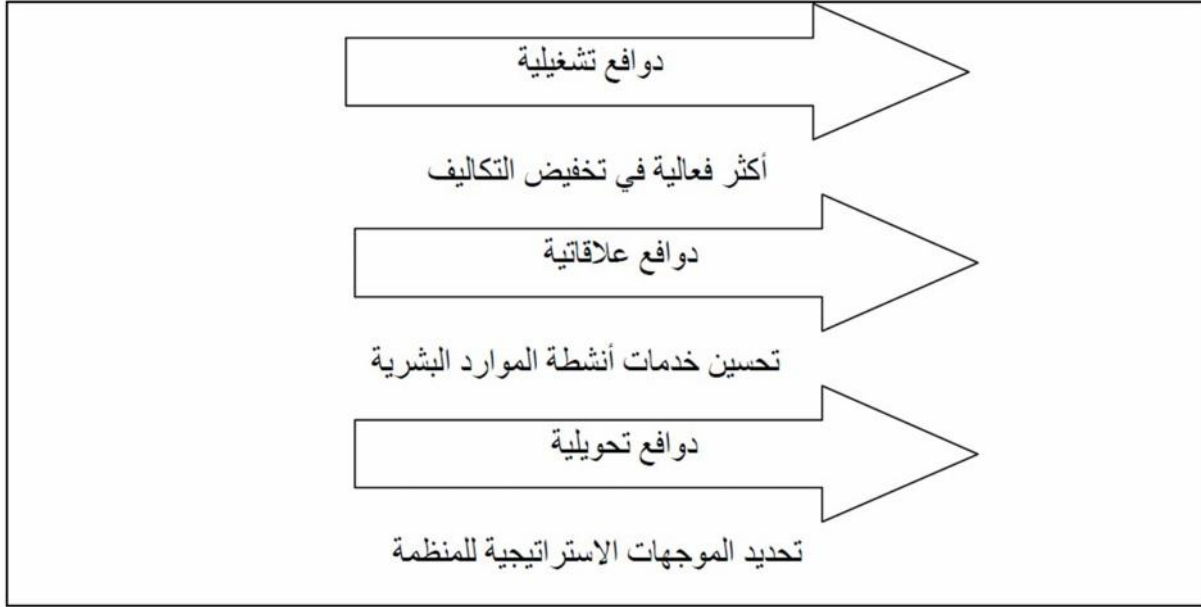 دوافع تشغيلية
أكثر فعالية في تخفيض التكاليف
دوافع علاقاتية
تحسين خدمات أنشطة الموارد البشرية
دوافع تحويلية
تحديد الموجهات الاستراتيجية للمنظمة